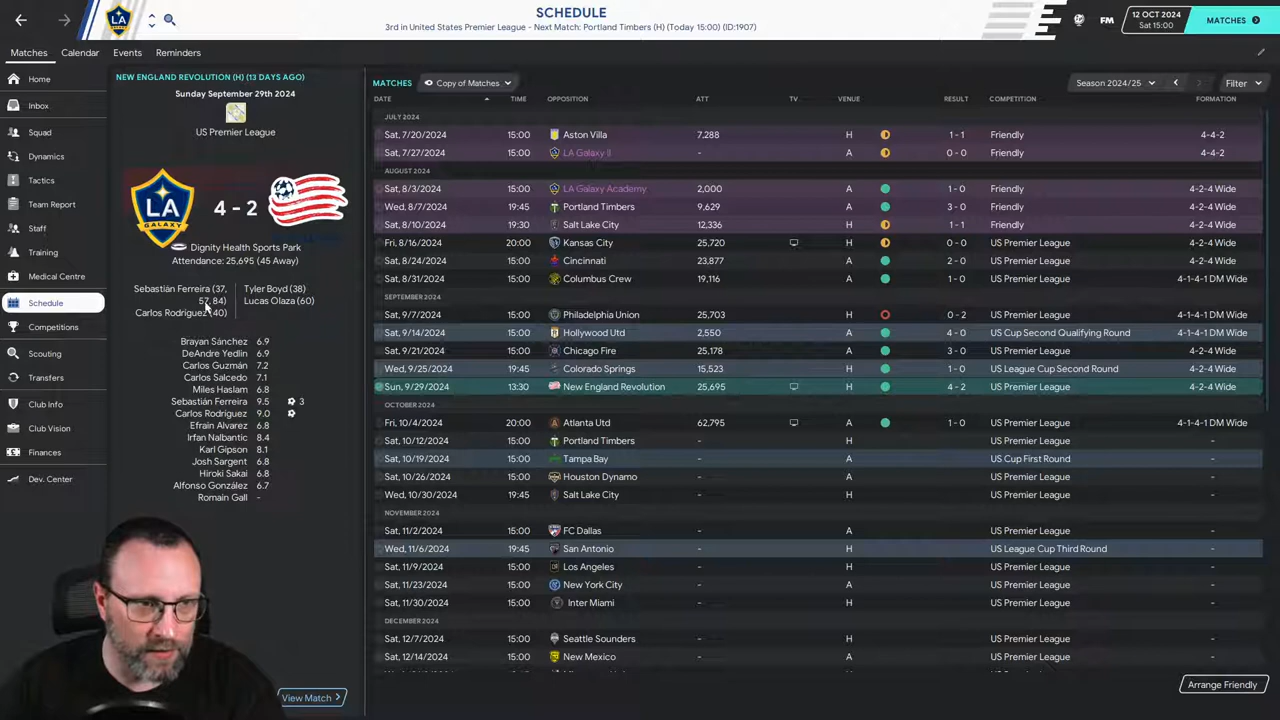 SCHEDULE
3rd in United States Premier League - Next Match: Portland Timbers (H) (Today 15:00) (ID:1907)
FM
12 OCT 2024
Sat 15:00
MATCHES
Matches Calendar Events Reminders
Home
Inbox
Squad
Dynamics
Tactics
Team Report
Staff
Training
Medical Centre
Schedule
Competitions
Scouting
Transfers
Club Info
Club Vision
Finances
Dev. Center
NEW ENGLAND REVOLUTION (H) (13 DAYS AGO)
Sunday September 29th 2024
US Premier League
LA
GALAXY
4 - 2
Dignity Health Sports Park
Attendance: 25,695 (45 Away)
Sebastián Ferreira (37,
57, 84)
Carlos Rodríguez (40)
Tyler Boyd (38)
Lucas Olaza (60)
Brayan Sánchez 6.9
DeAndre Yedlin 6.9
Carlos Guzmán 7.2
Carlos Salcedo 7.1
Miles Haslam 6.8
Sebastián Ferreira 9.5 3
Carlos Rodríguez 9.0
Efraín Alvarez 6.8
Irfan Nalbantic 8.4
Karl Gipson 8.1
Josh Sargent 6.8
Hiroki Sakai 6.8
Alfonso González 6.7
Romain Gall -
View Match
MATCHES Copy of Matches Season 2024/25 Filter
DATE TIME OPPOSITION ATT TV VENUE RESULT COMPETITION FORMATION
JULY 2024
Sat, 7/20/2024 15:00 Aston Villa 7,288 H 1 - 1 Friendly 4-4-2
Sat, 7/27/2024 15:00 LA Galaxy II - A 0 - 0 Friendly 4-4-2
AUGUST 2024
Sat, 8/3/2024 15:00 LA Galaxy Academy 2,000 A 1 - 0 Friendly 4-2-4 Wide
Wed, 8/7/2024 19:45 Portland Timbers 9,629 H 3 - 0 Friendly 4-2-4 Wide
Sat, 8/10/2024 19:30 Salt Lake City 12,336 H 1 - 1 Friendly 4-2-4 Wide
Fri, 8/16/2024 20:00 Kansas City 25,720 H 0 - 0 US Premier League 4-2-4 Wide
Sat, 8/24/2024 15:00 Cincinnati 23,877 A 2 - 0 US Premier League 4-2-4 Wide
Sat, 8/31/2024 15:00 Columbus Crew 19,116 A 1 - 0 US Premier League 4-1-4-1 DM Wide
SEPTEMBER 2024
Sat, 9/7/2024 15:00 Philadelphia Union 25,703 H 0 - 2 US Premier League 4-1-4-1 DM Wide
Sat, 9/14/2024 15:00 Hollywood Utd 2,550 A 4 - 0 US Cup Second Qualifying Round 4-1-4-1 DM Wide
Sat, 9/21/2024 15:00 Chicago Fire 25,178 A 3 - 0 US Premier League 4-2-4 Wide
Wed, 9/25/2024 19:45 Colorado Springs 15,523 H 1 - 0 US League Cup Second Round 4-2-4 Wide
Sun, 9/29/2024 13:30 New England Revolution 25,695 H 4 - 2 US Premier League 4-2-4 Wide
OCTOBER 2024
Fri, 10/4/2024 20:00 Atlanta Utd 62,795 A 1 - 0 US Premier League 4-1-4-1 DM Wide
Sat, 10/12/2024 15:00 Portland Timbers - H US Premier League -
Sat, 10/19/2024 15:00 Tampa Bay - A US Cup First Round -
Sat, 10/26/2024 15:00 Houston Dynamo - A US Premier League -
Wed, 10/30/2024 19:45 Salt Lake City - H US Premier League -
NOVEMBER 2024
Sat, 11/2/2024 15:00 FC Dallas - A US Premier League -
Wed, 11/6/2024 19:45 San Antonio - H US League Cup Third Round -
Sat, 11/9/2024 15:00 Los Angeles - H US Premier League -
Sat, 11/23/2024 15:00 New York City - A US Premier League -
Sat, 11/30/2024 15:00 Inter Miami - H US Premier League -
DECEMBER 2024
Sat, 12/7/2024 15:00 Seattle Sounders - H US Premier League -
Sat, 12/14/2024 15:00 New Mexico - A US Premier League -
Arrange Friendly